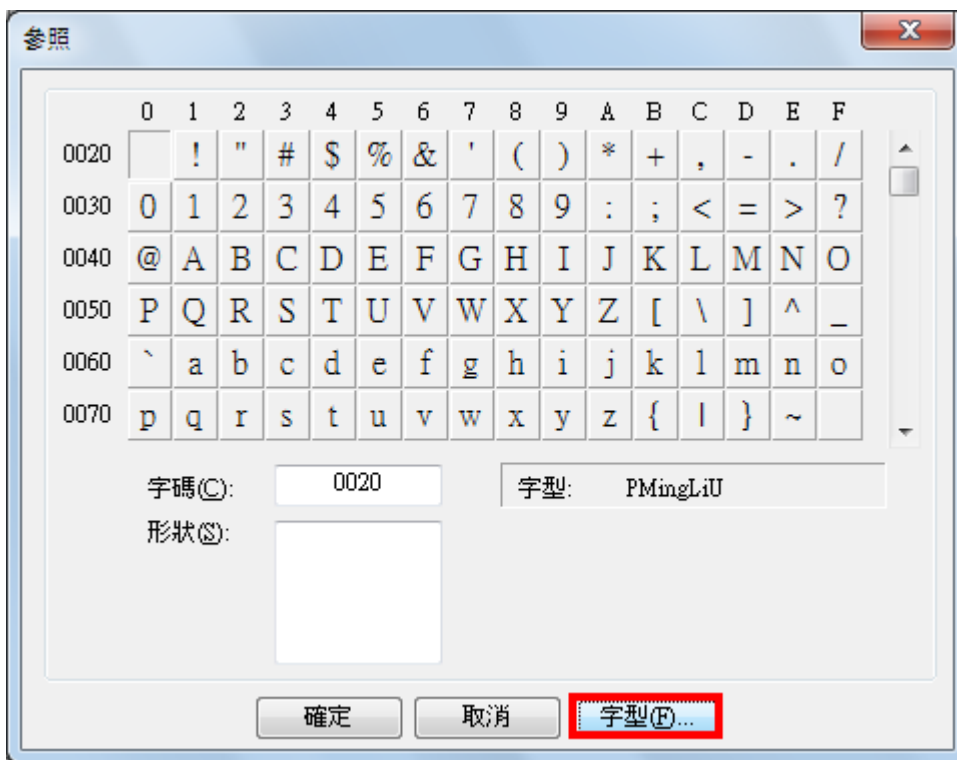 參照
0 1 2 3 4 5 6 7 8 9 A B C D E F
0020 ! " # $ % & ' ( ) * + , - . /
0030 0 1 2 3 4 5 6 7 8 9 : ; < = > ?
0040 @ A B C D E F G H I J K L M N O
0050 P Q R S T U V W X Y Z [ \ ] ^ _
0060 ` a b c d e f g h i j k l m n o
0070 p q r s t u v w x y z { | } ~
字碼(C): 0020 字型: PMingLiU
形狀(S):
確定 取消 字型(F)...